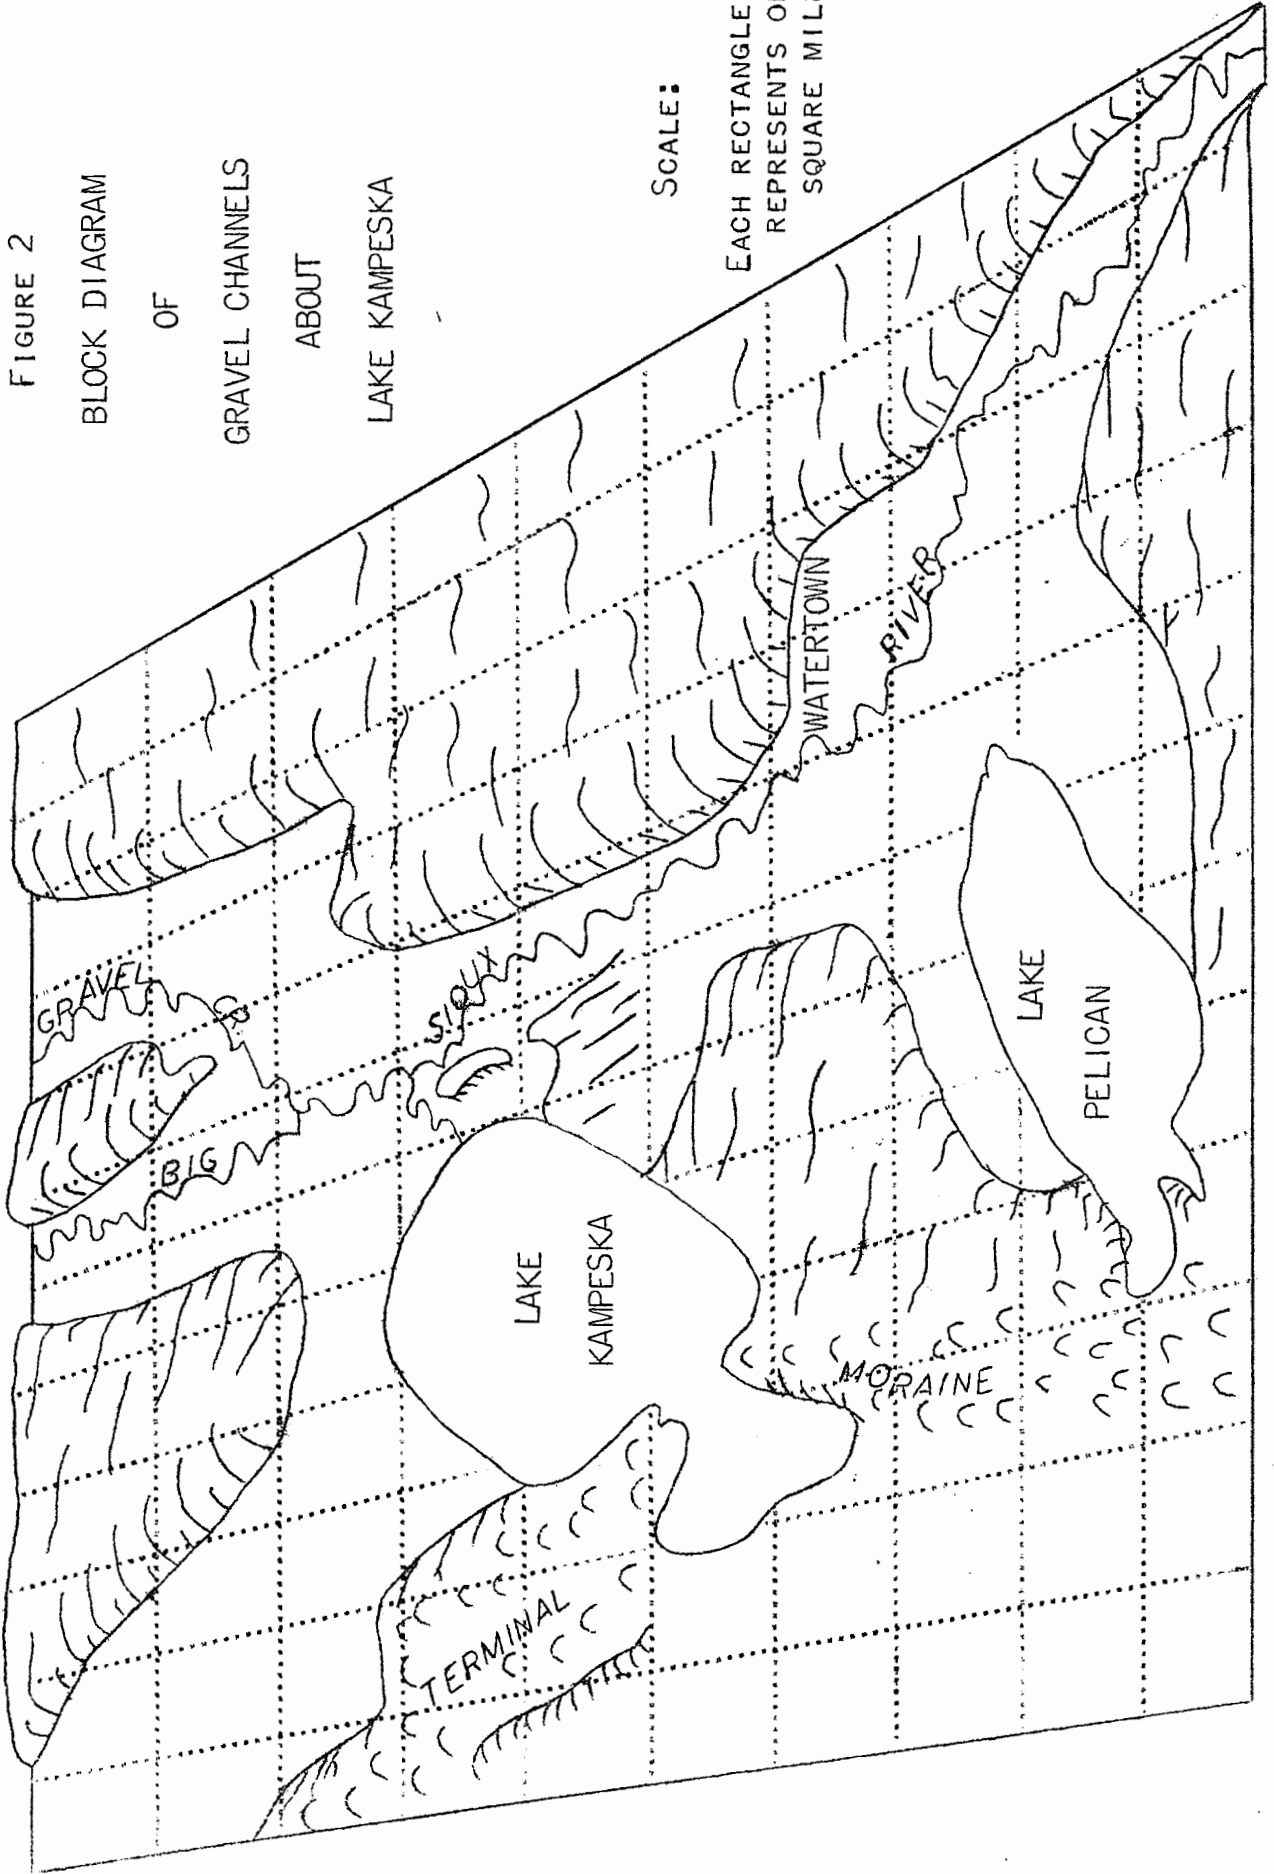 FIGURE 2
BLOCK DIAGRAM
OF
GRAVEL CHANNELS
ABOUT
LAKE KAMPESKA
SCALE:
EACH RECTANGLE
REPRESENTS
SQUARE
GRAVEL
BIG
SIOUX
RIVER
WATERTOWN
LAKE
KAMPESKA
LAKE
PELICAN
TERMINAL
MORAINE